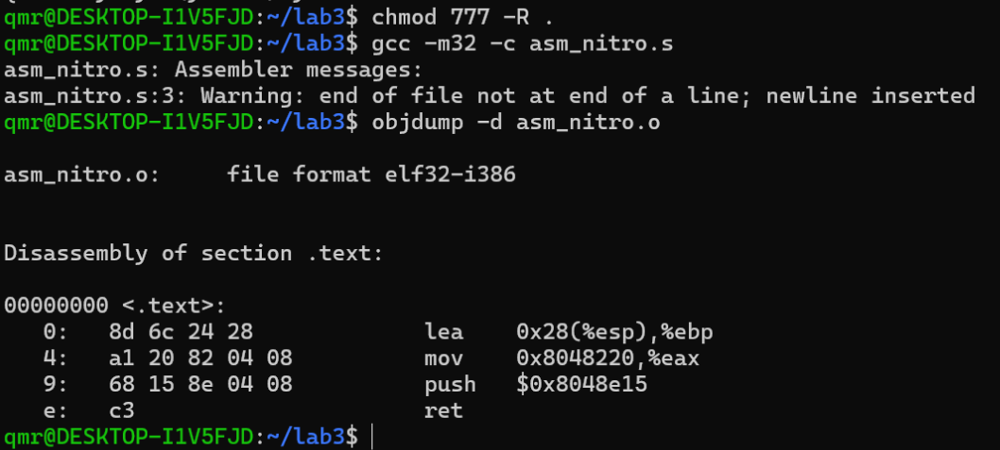 qmr@DESKTOP-I1V5FJD:~/lab3$ chmod 777 -R .
qmr@DESKTOP-I1V5FJD:~/lab3$ gcc -m32 -c asm_nitro.s
asm_nitro.s: Assembler messages:
asm_nitro.s:3: Warning: end of file not at end of a line; newline inserted
qmr@DESKTOP-I1V5FJD:~/lab3$ objdump -d asm_nitro.o

asm_nitro.o:     file format elf32-i386


Disassembly of section .text:

00000000 <.text>:
   0:   8d 6c 24 28             lea    0x28(%esp),%ebp
   4:   a1 20 82 04 08          mov    0x8048220,%eax
   9:   68 15 8e 04 08          push   $0x8048e15
   e:   c3                      ret
qmr@DESKTOP-I1V5FJD:~/lab3$